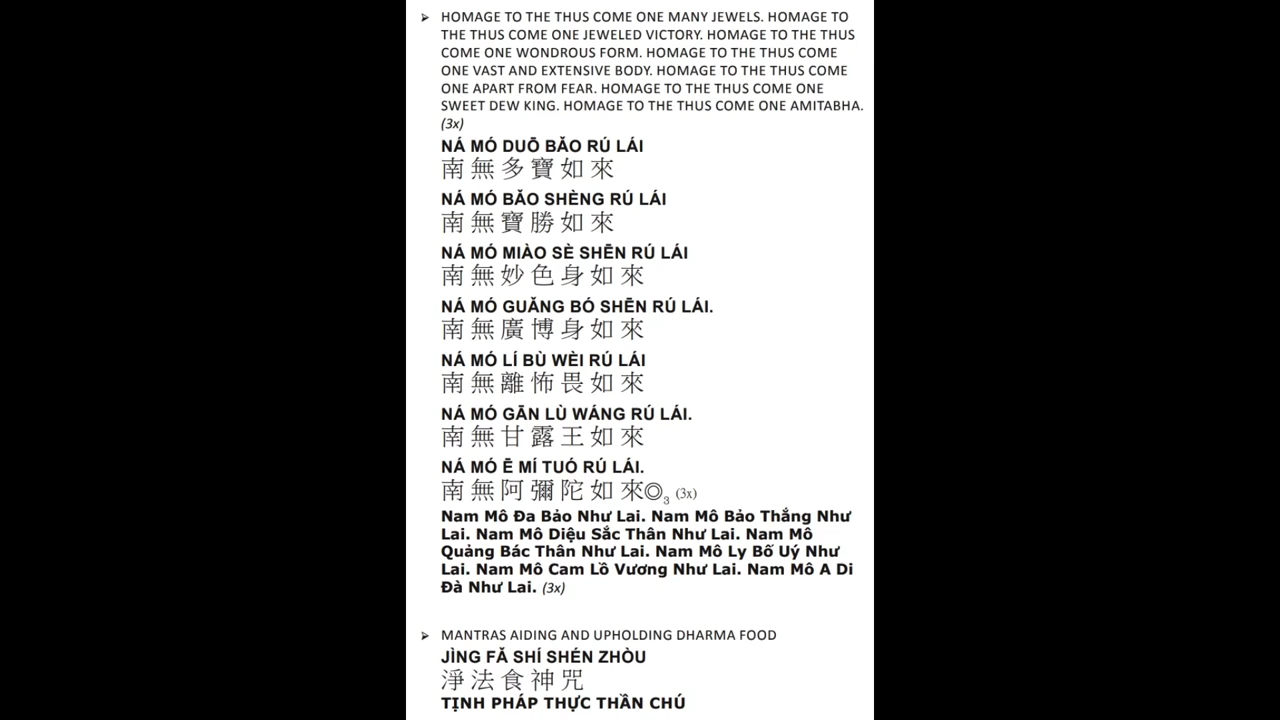 ➢ HOMAGE TO THE THUS COME ONE MANY JEWELS. HOMAGE TO
THE THUS COME ONE JEWELED VICTORY. HOMAGE TO THE THUS
COME ONE WONDROUS FORM. HOMAGE TO THE THUS COME
ONE VAST AND EXTENSIVE BODY. HOMAGE TO THE THUS COME
ONE APART FROM FEAR. HOMAGE TO THE THUS COME ONE
SWEET DEW KING. HOMAGE TO THE THUS COME ONE AMITABHA.
(3x)
NÁ MÓ DUŌ BǍO RÚ LÁI
南無多寶如來
NÁ MÓ BǍO SHÈNG RÚ LÁI
南無寶勝如來
NÁ MÓ MIÀO SÈ SHĒN RÚ LÁI
南無妙色身如來
NÁ MÓ GUǍNG BÓ SHĒN RÚ LÁI.
南無廣博身如來
NÁ MÓ LÍ BÙ WÈI RÚ LÁI
南無離怖畏如來
NÁ MÓ GĀN LÙ WÁNG RÚ LÁI.
南無甘露王如來
NÁ MÓ Ē MÍ TUÓ RÚ LÁI.
南無阿彌陀如來◎3 (3x)
Nam Mô Đa Bảo Như Lai. Nam Mô Bảo Thắng Như
Lai. Nam Mô Diệu Sắc Thân Như Lai. Nam Mô
Quảng Bác Thân Như Lai. Nam Mô Ly Bố Uý Như
Lai. Nam Mô Cam Lồ Vương Như Lai. Nam Mô A Di
Đà Như Lai. (3x)
➢ MANTRAS AIDING AND UPHOLDING DHARMA FOOD
JÌNG FǍ SHÍ SHÉN ZHÒU
淨法食神咒
TỊNH PHÁP THỰC THẦN CHÚ